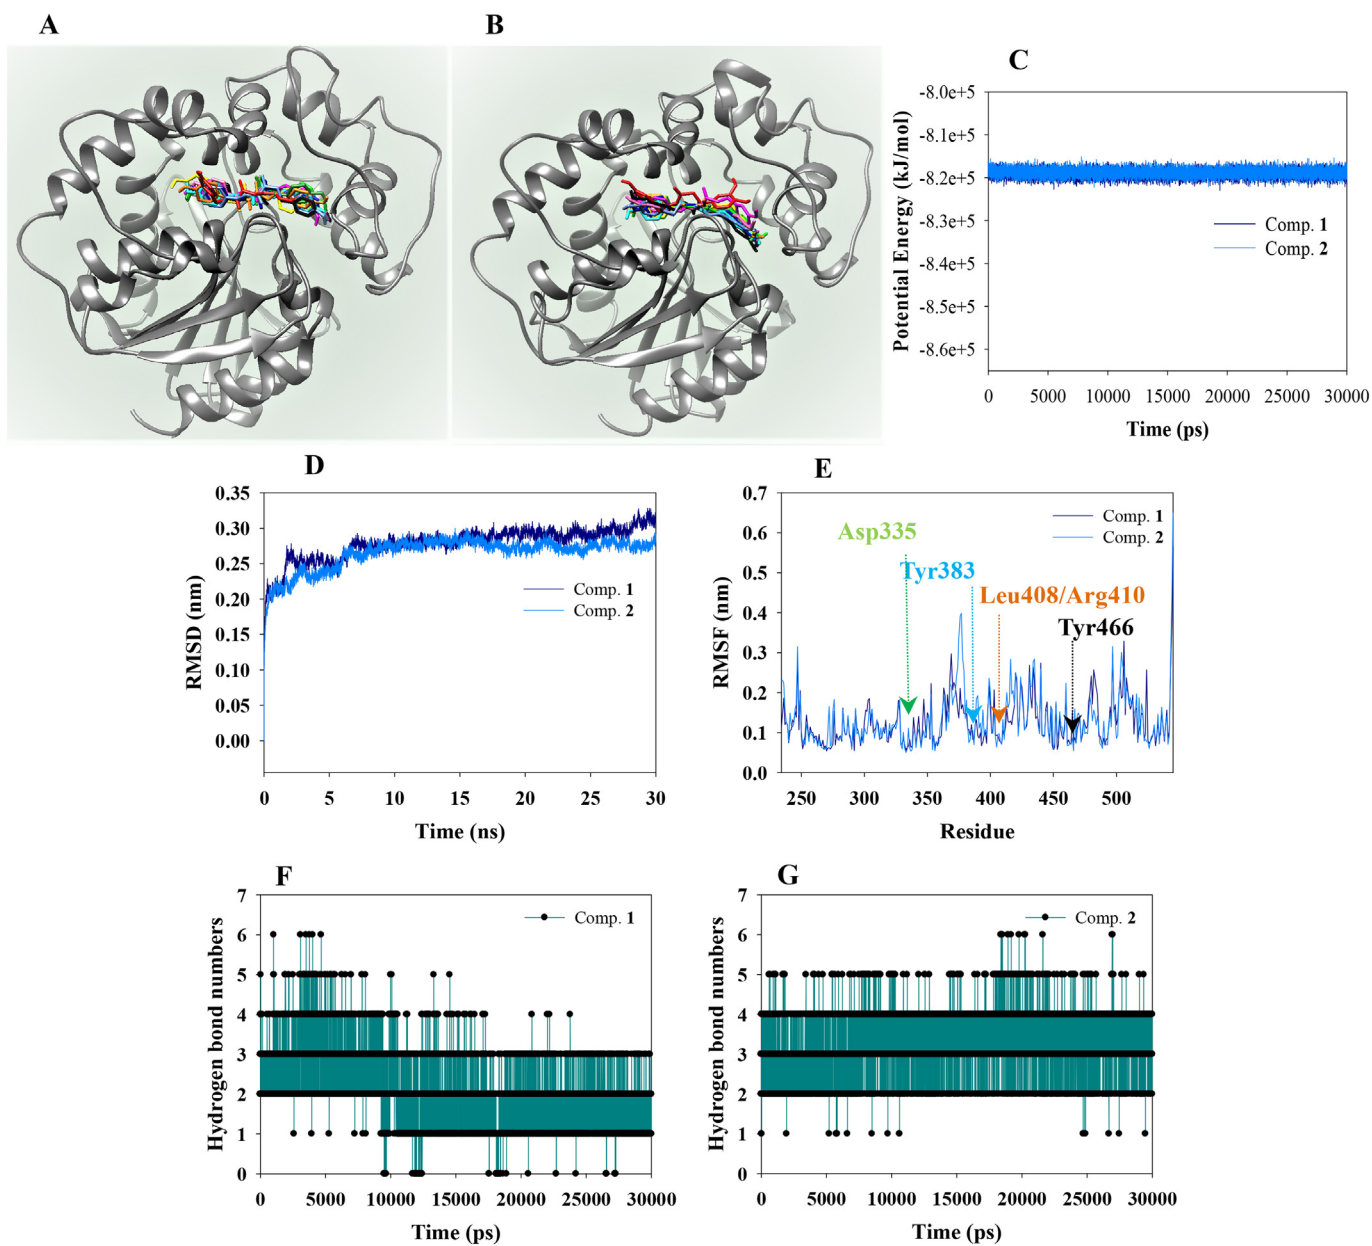 A
B
C
Potential Energy (kJ/mol)
-8.0e+5
-8.1e+5
-8.2e+5
-8.3e+5
-8.4e+5
-8.5e+5
-8.6e+5
Comp. 1
Comp. 2
0 5000 10000 15000 20000 25000 30000
Time (ps)
D
RMSD (nm)
0.35
0.30
0.25
0.20
0.15
0.10
0.05
0.00
Comp. 1
Comp. 2
0 5 10 15 20 25 30
Time (ns)
E
RMSF (nm)
0.7
0.6
0.5
0.4
0.3
0.2
0.1
0.0
Comp. 1
Comp. 2
Asp335
Tyr383
Leu408/Arg410
Tyr466
250 300 350 400 450 500
Residue
F
Hydrogen bond numbers
7
6
5
4
3
2
1
0
Comp. 1
0 5000 10000 15000 20000 25000 30000
Time (ps)
G
Hydrogen bond numbers
7
6
5
4
3
2
1
0
Comp. 2
0 5000 10000 15000 20000 25000 30000
Time (ps)